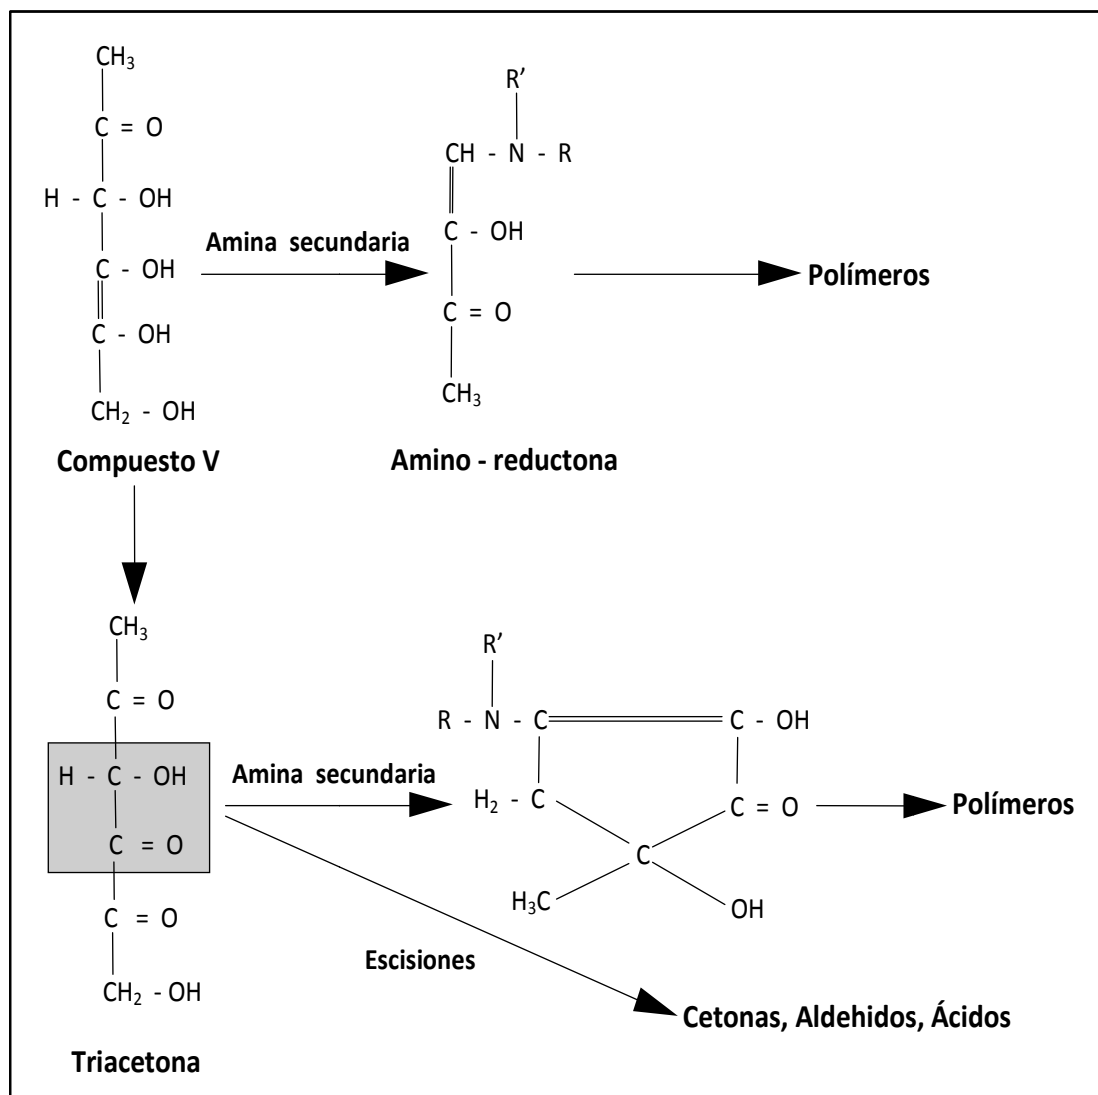 CH3
C = O
H - C - OH
C - OH
C - OH
CH2 - OH
Compuesto V
Amina secundaria
R’
CH - N - R
C - OH
C = O
CH3
Amino - reductona
Polímeros
CH3
C = O
H - C - OH
C = O
C = O
CH2 - OH
Triacetona
Amina secundaria
R’
R - N - C
C - OH
H2 - C
C = O
C
H3C
OH
Polímeros
Escisiones
Cetonas, Aldehidos, Ácidos